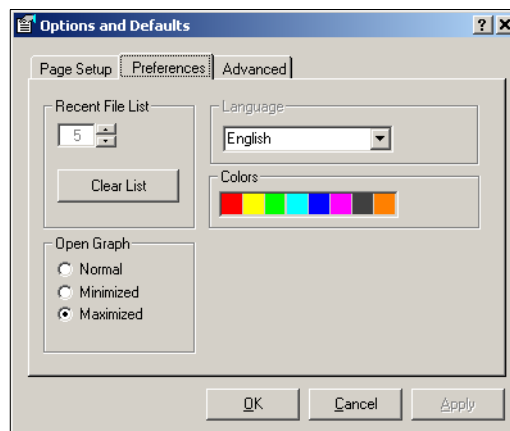 Options and Defaults
Page Setup Preferences Advanced
Recent File List
5
Clear List
Language
English
Colors
Open Graph
Normal
Minimized
Maximized
OK Cancel Apply